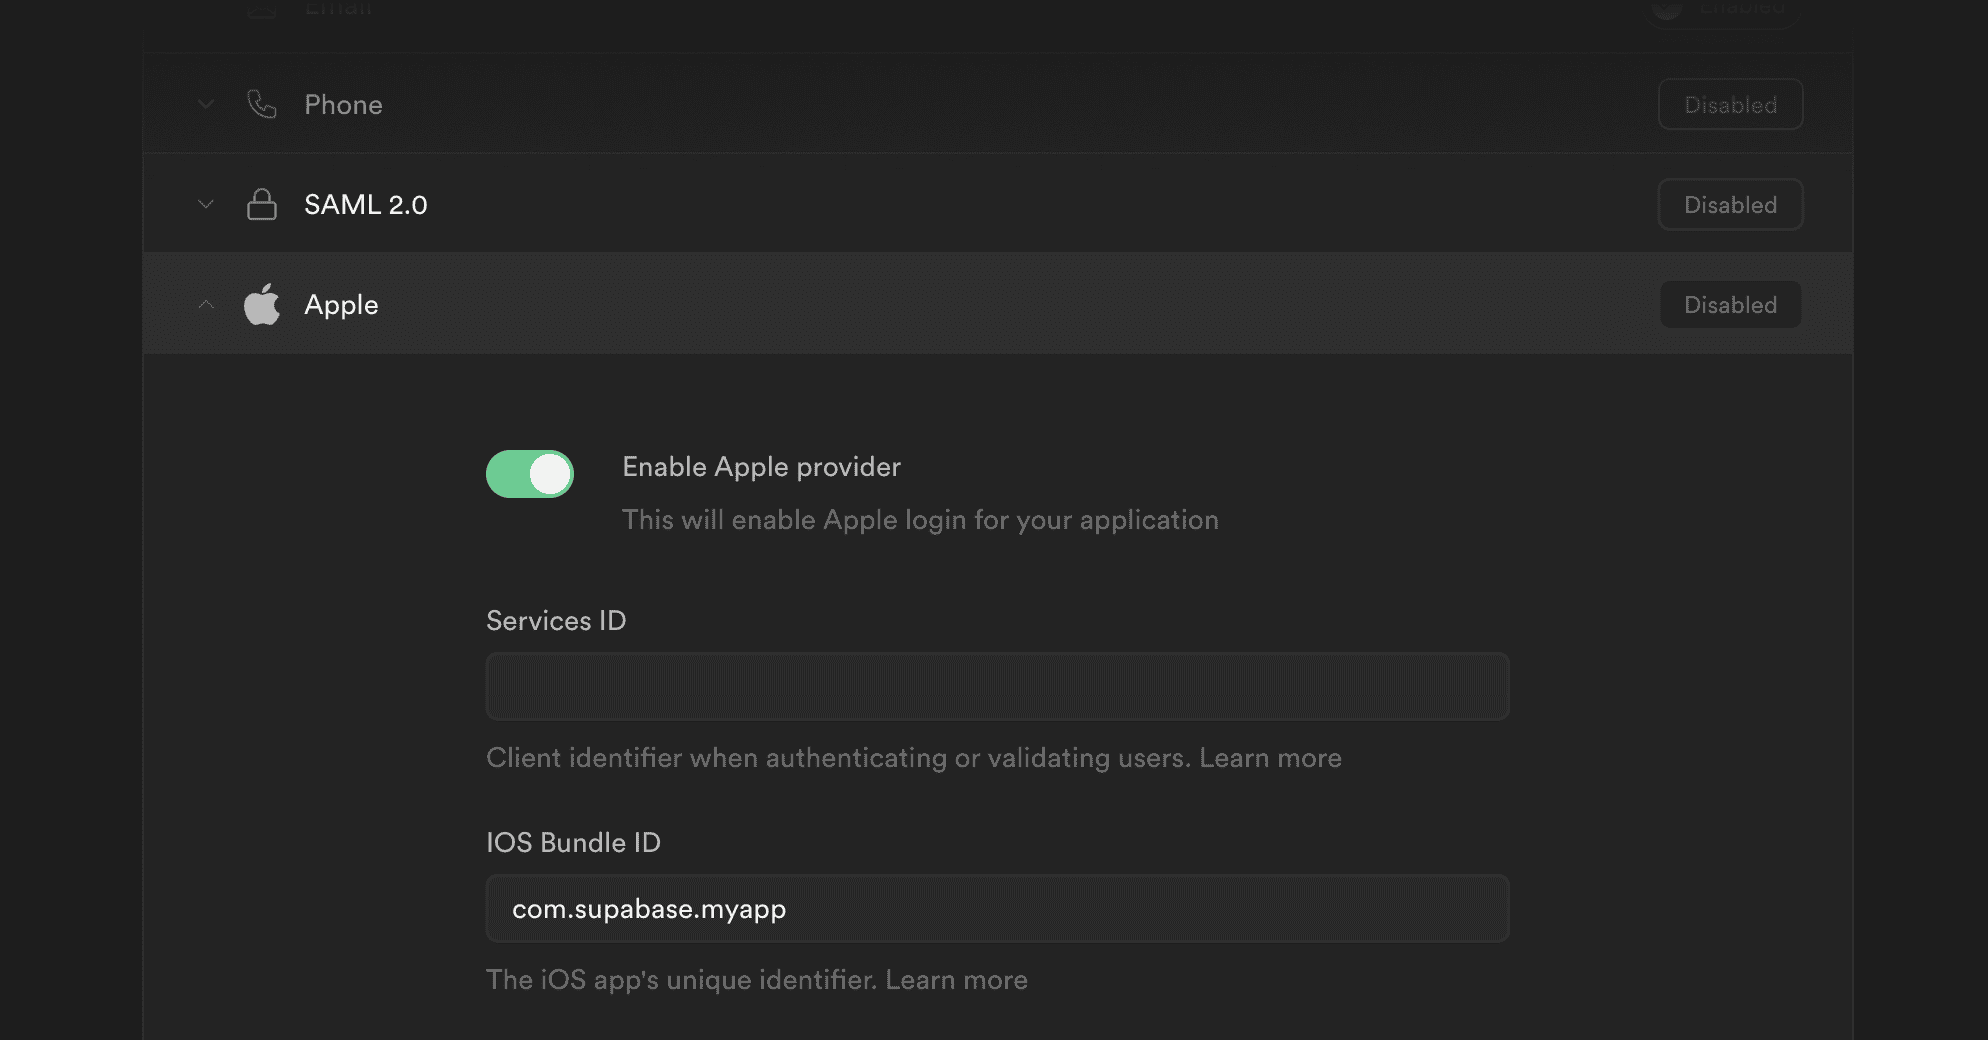 Email
Enabled
Phone
Disabled
SAML 2.0
Disabled
Apple
Disabled
Enable Apple provider
This will enable Apple login for your application
Services ID
Client identifier when authenticating or validating users. Learn more
IOS Bundle ID
com.supabase.myapp
The iOS app's unique identifier. Learn more